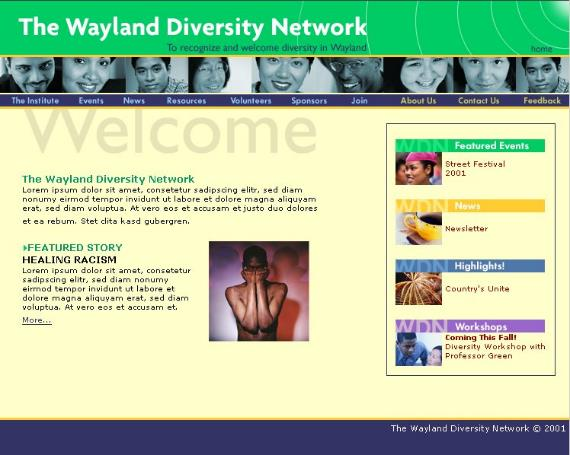 The Wayland Diversity Network
To recognize and welcome diversity in Wayland
home
The Institute Events News Resources Volunteers Sponsors Join About Us Contact Us Feedback
Welcome
The Wayland Diversity Network
Lorem ipsum dolor sit amet, consetetur sadipscing elitr, sed diam
nonumy eirmod tempor invidunt ut labore et dolore magna aliquyam
erat, sed diam voluptua. At vero eos et accusam et justo duo dolores
et ea rebum. Stet clita kasd gubergren.
FEATURED STORY
HEALING RACISM
Lorem ipsum dolor sit amet, consetetur
sadipscing elitr, sed diam nonumy
eirmod tempor invidunt ut labore et
dolore magna aliquyam erat, sed diam
voluptua. At vero eos et accusam et.
More...
WDN Featured Events
Street Festival
2001
WDN News
Newsletter
WDN Highlights!
Country's Unite
WDN Workshops
Coming This Fall!
Diversity Workshop with
Professor Green
The Wayland Diversity Network © 2001